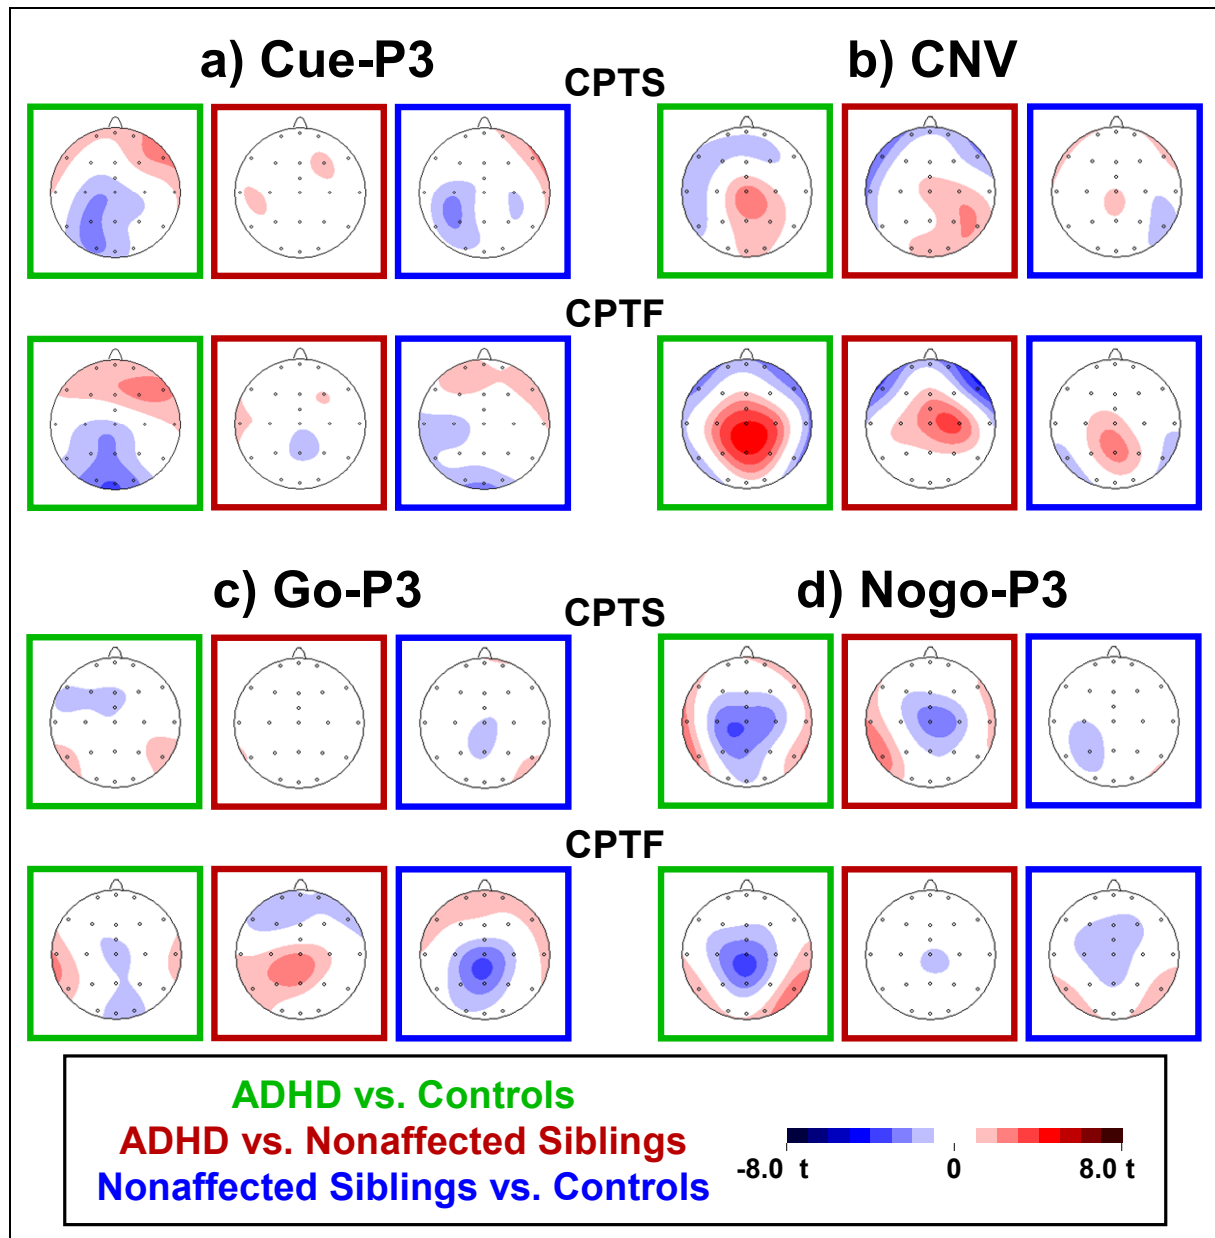 a) Cue-P3
b) CNV
CPTS
CPTF
c) Go-P3
d) Nogo-P3
CPTS
CPTF
ADHD vs. Controls
ADHD vs. Nonaffected Siblings
Nonaffected Siblings vs. Controls
-8.0 t 0 8.0 t